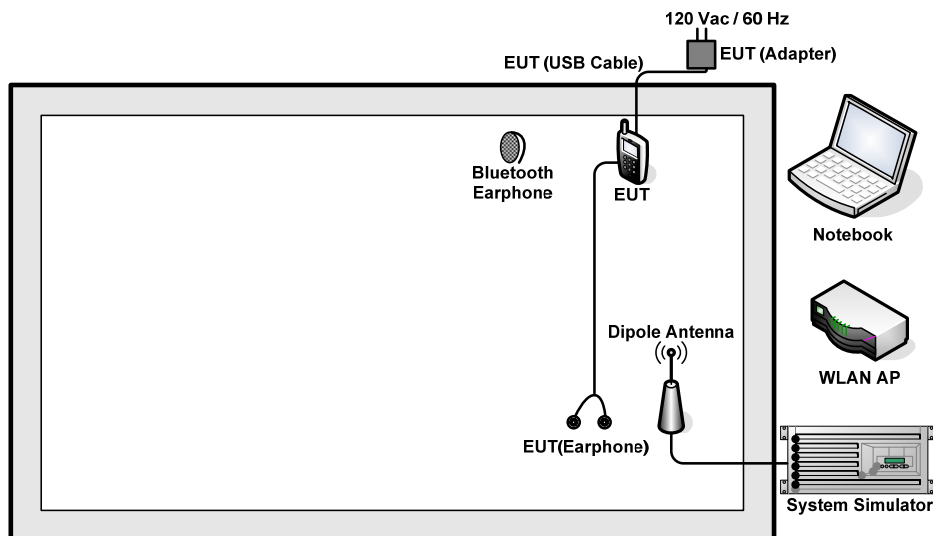 120 Vac / 60 Hz
EUT (USB Cable)
EUT (Adapter)
Bluetooth
Earphone
EUT
Notebook
Dipole Antenna
WLAN AP
EUT(Earphone)
System Simulator